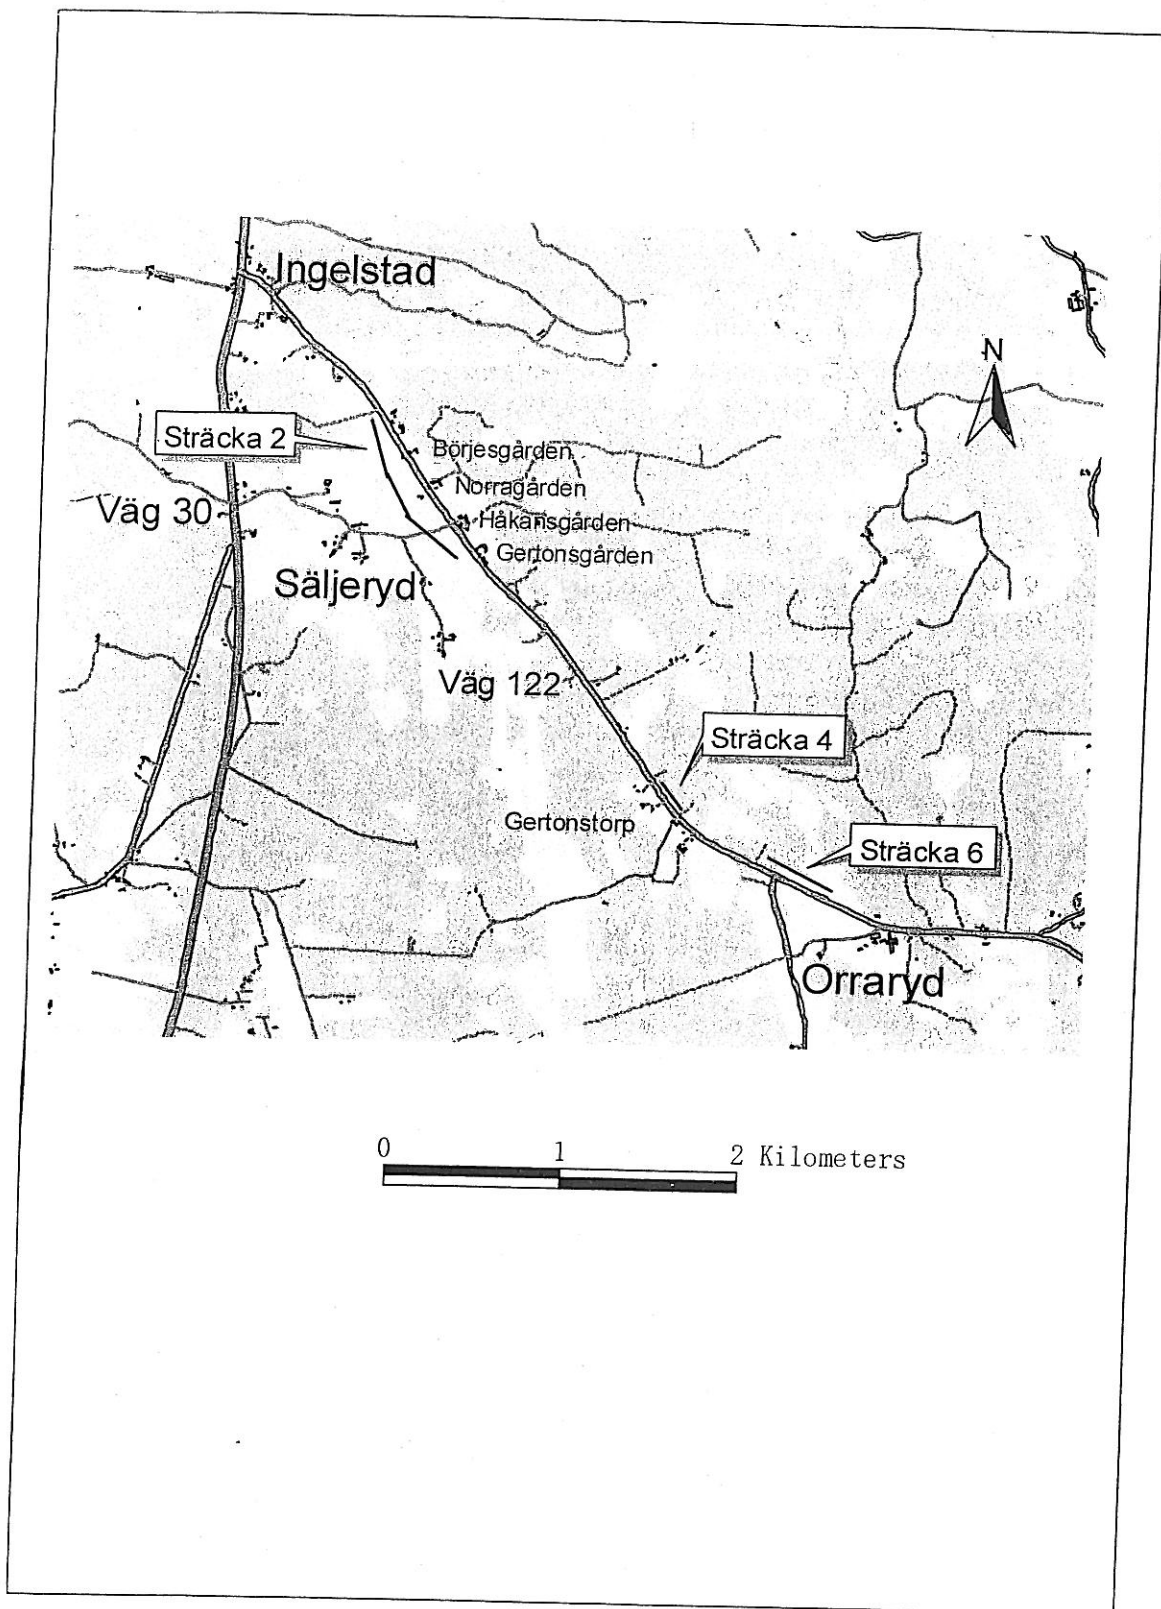 Ingelstad
N
Sträcka 2
Börjesgården
Norragården
Väg 30
Håkansgården
Gertonsgården
Säljeryd
Väg 122
Sträcka 4
Gertonstorp
Sträcka 6
Orraryd
0 1 2 Kilometers